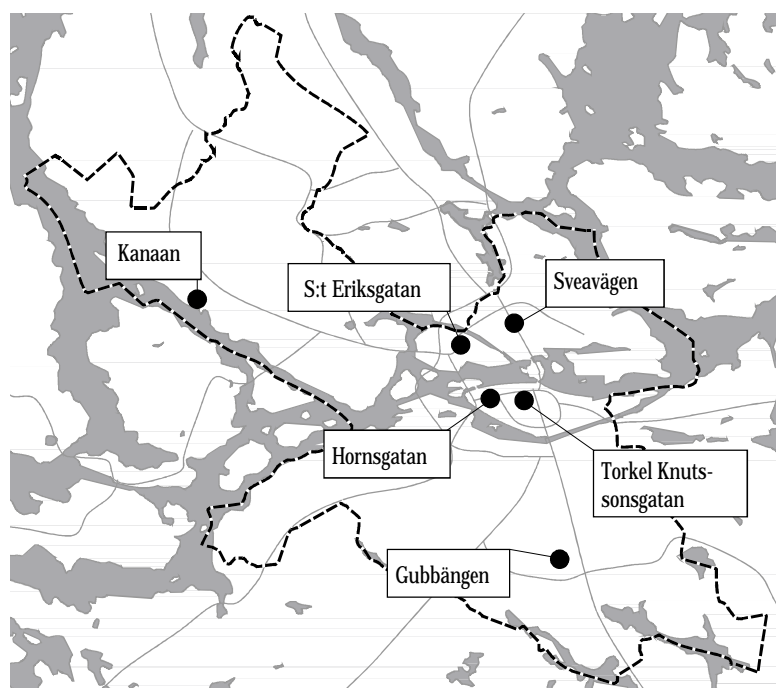 Kanaan
S:t Eriksgatan
Sveavägen
Hornsgatan
Torkel Knuts-
sonsgatan
Gubbängen